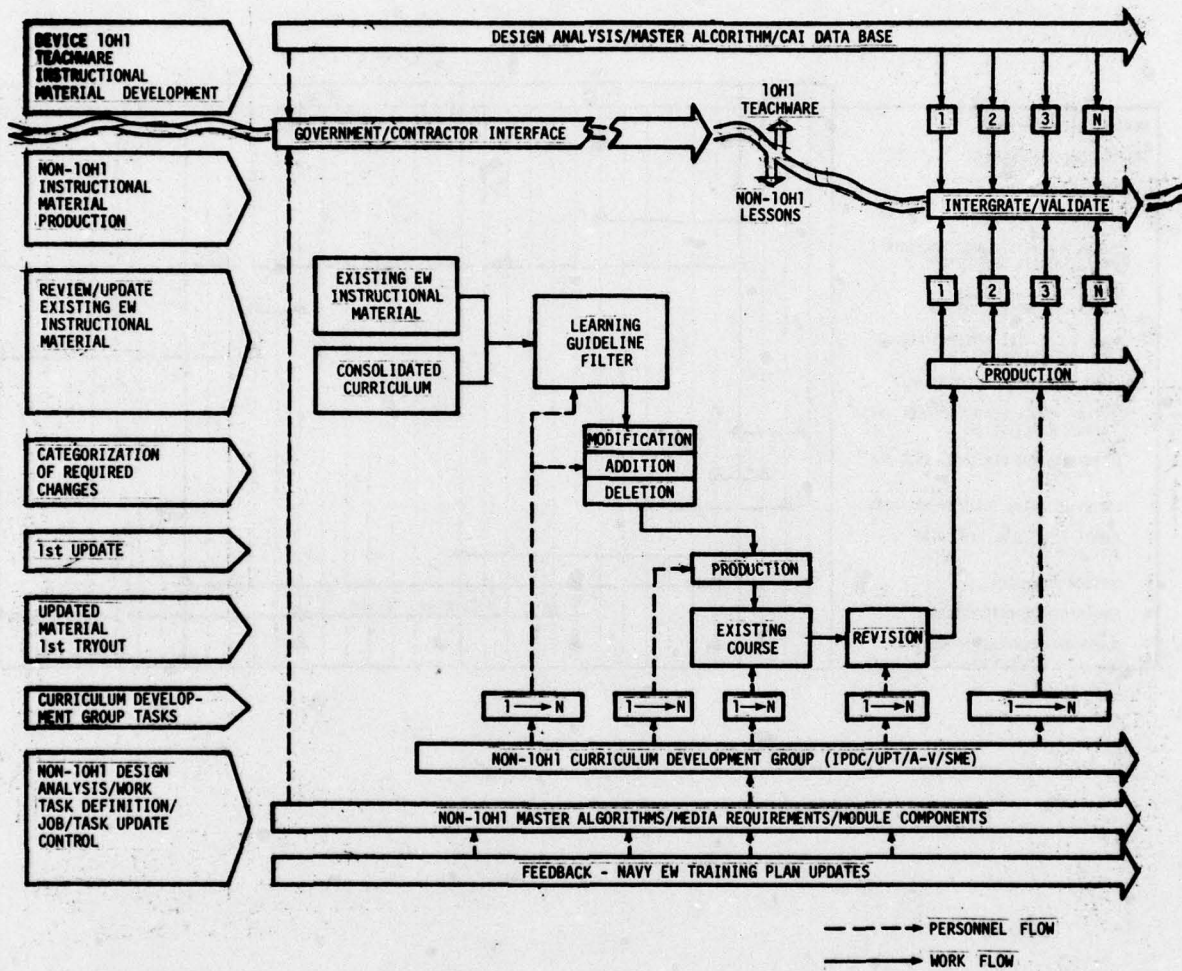 DEVICE 10H1
TEACHWARE
INSTRUCTIONAL
MATERIAL DEVELOPMENT
DESIGN ANALYSIS/MASTER ALGORITHM/CAI DATA BASE
10H1
TEACHWARE
1 2 3 N
GOVERNMENT/CONTRACTOR INTERFACE
NON-10H1
INSTRUCTIONAL
MATERIAL
PRODUCTION
NON-10H1
LESSONS
INTERGRATE/VALIDATE
REVIEW/UPDATE
EXISTING EW
INSTRUCTIONAL
MATERIAL
EXISTING EW
INSTRUCTIONAL
MATERIAL
CONSOLIDATED
CURRICULUM
LEARNING
GUIDELINE
FILTER
1 2 3 N
PRODUCTION
CATEGORIZATION
OF REQUIRED
CHANGES
MODIFICATION
ADDITION
DELETION
1st UPDATE
PRODUCTION
UPDATED
MATERIAL
1st TRYOUT
EXISTING
COURSE
REVISION
CURRICULUM DEVELOP-
MENT GROUP TASKS
1 → N 1 → N 1 → N 1 → N 1 → N
NON-10H1 DESIGN
ANALYSIS/WORK
TASK DEFINITION/
JOB/TASK UPDATE
CONTROL
NON-10H1 CURRICULUM DEVELOPMENT GROUP (IPDC/UPT/A-V/SME)
NON-10H1 MASTER ALGORITHMS/MEDIA REQUIREMENTS/MODULE COMPONENTS
FEEDBACK - NAVY EW TRAINING PLAN UPDATES
PERSONNEL FLOW
WORK FLOW